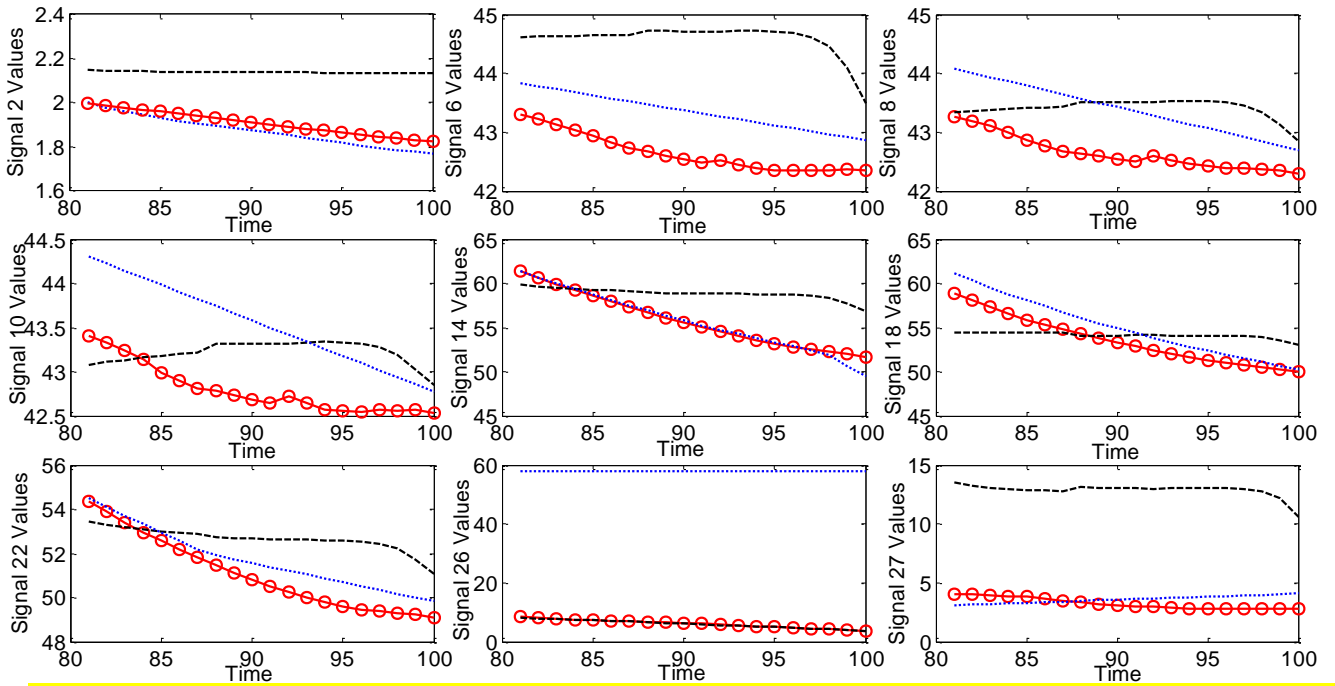 Signal 2 Values
2.4
2.2
2
1.8
1.6
80 85 90 95 100
Time
Signal 6 Values
45
44
43
42
80 85 90 95 100
Time
Signal 8 Values
45
44
43
42
80 85 90 95 100
Time
Signal 10 Values
44.5
44
43.5
43
42.5
80 85 90 95 100
Time
Signal 14 Values
65
60
55
50
45
80 85 90 95 100
Time
Signal 18 Values
65
60
55
50
45
80 85 90 95 100
Time
Signal 22 Values
56
54
52
50
48
80 85 90 95 100
Time
Signal 26 Values
60
40
20
0
80 85 90 95 100
Time
Signal 27 Values
15
10
5
0
80 85 90 95 100
Time